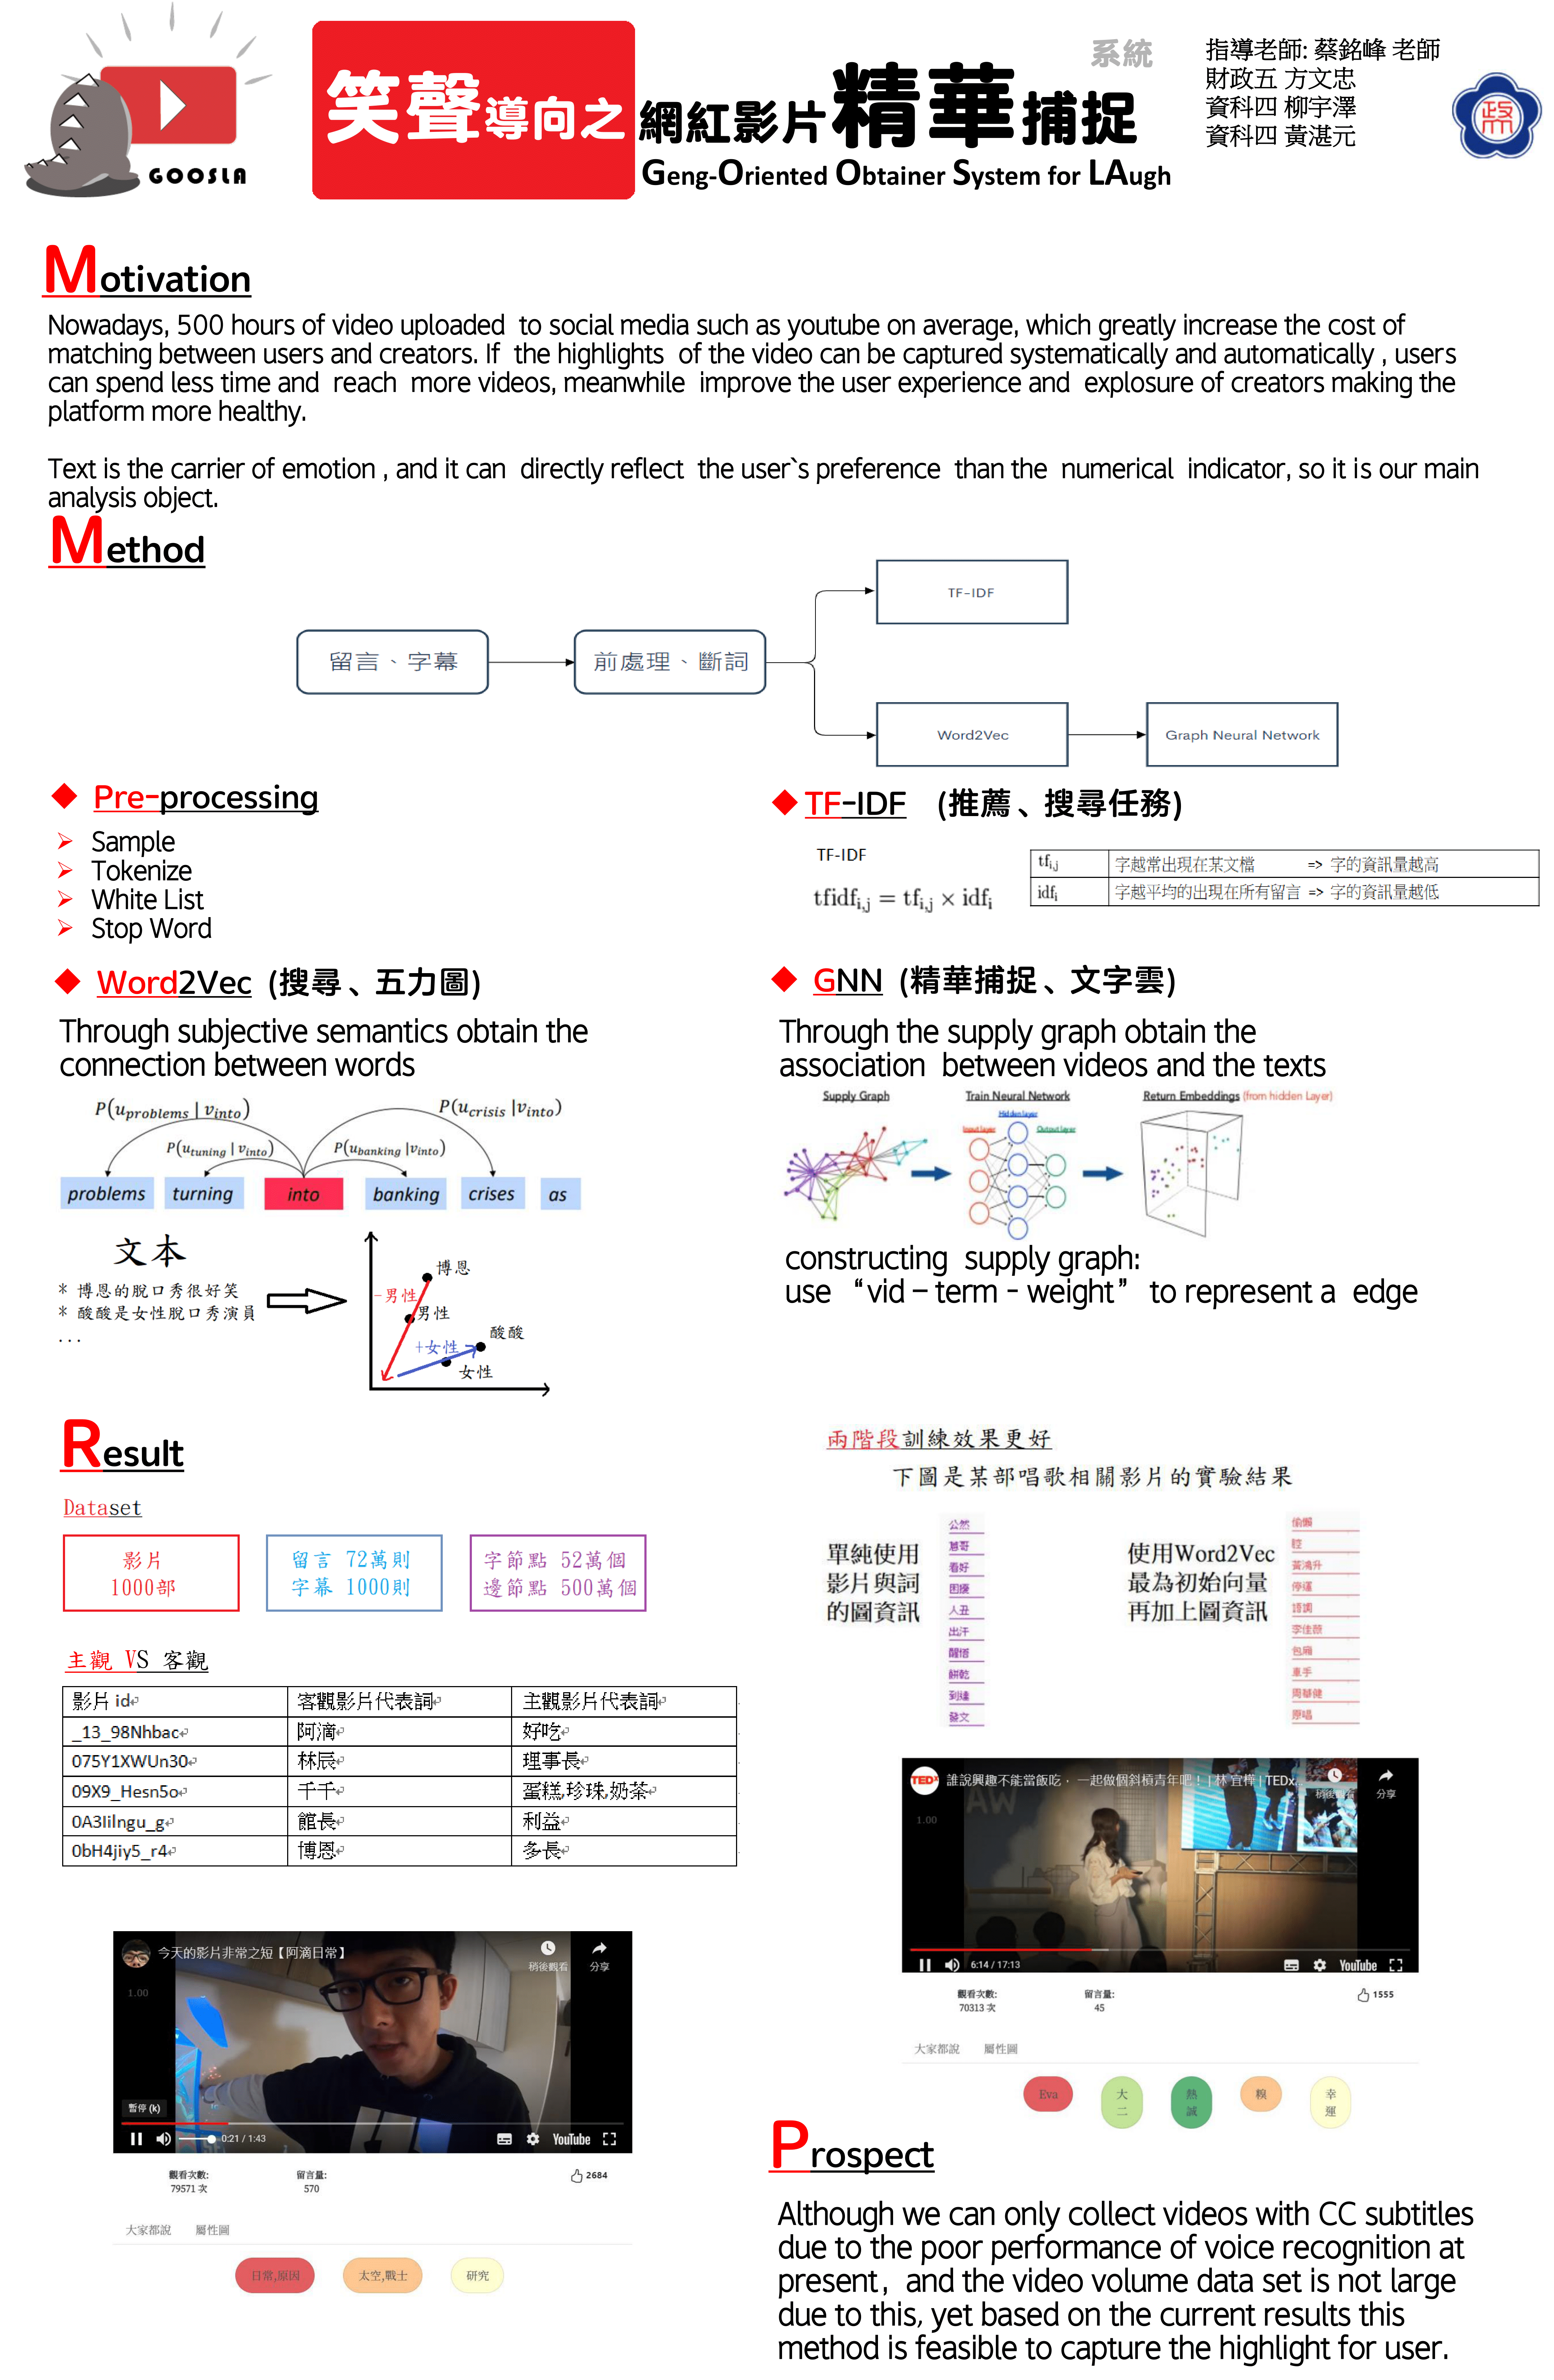 GOOSLA
笑聲導向之網紅影片精華捕捉
系統
Geng-Oriented Obtainer System for LAugh
指導老師: 蔡銘峰 老師
財政五 方文忠
資科四 柳宇澤
資科四 黃湛元
Motivation
Nowadays, 500 hours of video uploaded to social media such as youtube on average, which greatly increase the cost of
matching between users and creators. If the highlights of the video can be captured systematically and automatically , users
can spend less time and reach more videos, meanwhile improve the user experience and explosure of creators making the
platform more healthy.
Text is the carrier of emotion , and it can directly reflect the user`s preference than the numerical indicator, so it is our main
analysis object.
Method
留言、字幕
前處理、斷詞
TF-IDF
Word2Vec
Graph Neural Network
Pre-processing
Sample
Tokenize
White List
Stop Word
TF-IDF (推薦、搜尋任務)
TF-IDF
tfidf i,j = tf i,j × idf i
tf i,j 字越常出現在某文檔 => 字的資訊量越高
idf i 字越平均的出現在所有留言 => 字的資訊量越低
Word2Vec (搜尋、五力圖)
Through subjective semantics obtain the
connection between words
P(u problems | v into)
P(u crisis | v into)
P(u tuning | v into)
P(u banking | v into)
problems turning into banking crises as
文本
* 博恩的脫口秀很好笑
* 酸酸是女性脫口秀演員
...
博恩
-男性
男性
酸酸
+女性
女性
GNN (精華捕捉、文字雲)
Through the supply graph obtain the
association between videos and the texts
Supply Graph
Train Neural Network
Return Embeddings (from hidden Layer)
Hidden layer
Input layer
Output layer
constructing supply graph:
use “vid – term - weight” to represent a edge
Result
Dataset
影片
1000部
留言 72萬則
字幕 1000則
字節點 52萬個
邊節點 500萬個
主觀 VS 客觀
影片 id 客觀影片代表詞 主觀影片代表詞
_13_98Nhbac 阿滴 好吃
075Y1XWUn30 林辰 理事長
09X9_Hesn5o 千千 蛋糕,珍珠,奶茶
0A3Iilngu_g 館長 利益
0bH4jiy5_r4 博恩 多長
今天的影片非常之短【阿滴日常】
稍後觀看
分享
1.00
暫停 (k)
0:21 / 1:43
YouTube
觀看次數:
79571 次
留言量:
570
2684
大家都說
屬性圖
日常,原因
太空,戰士
研究
兩階段訓練效果更好
下圖是某部唱歌相關影片的實驗結果
單純使用
影片與詞
的圖資訊
公然
看好
困擾
人丑
出汗
醒悟
餅乾
到達
發文
使用Word2Vec
最為初始向量
再加上圖資訊
偷懶
腔
黃鴻升
停運
語調
李佳薇
包廂
車手
周華健
原唱
TEDx
誰說興趣不能當飯吃， 一起做個斜槓青年吧！ | 林 宜樺 | TEDx...
稍後觀看
分享
1.00
6:14 / 17:13
YouTube
觀看次數:
70313 次
留言量:
45
1555
大家都說
屬性圖
Eva
大
二
熱
誠
糗
幸
運
Prospect
Although we can only collect videos with CC subtitles
due to the poor performance of voice recognition at
present, and the video volume data set is not large
due to this, yet based on the current results this
method is feasible to capture the highlight for user.